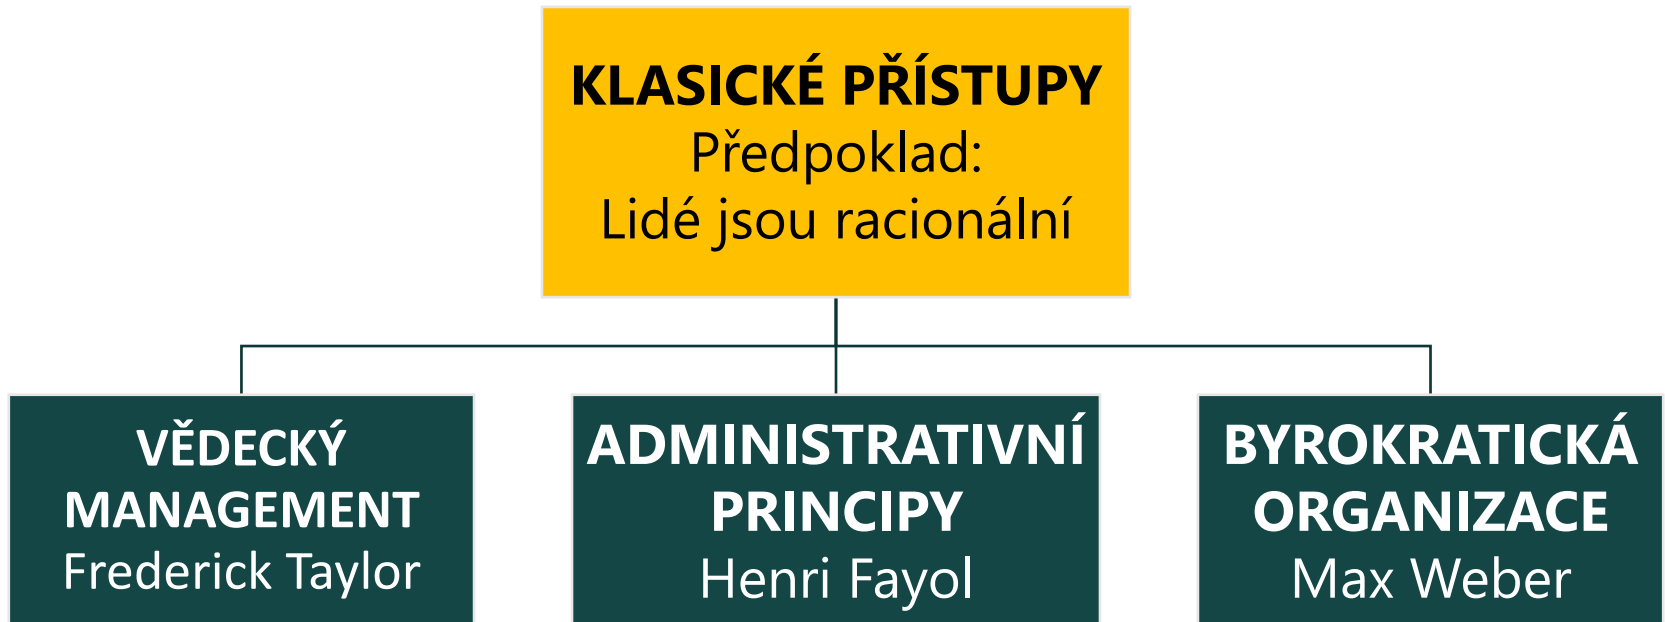 KLASICKÉ PŘÍSTUPY
Předpoklad:
Lidé jsou racionální
VĚDECKÝ
MANAGEMENT
Frederick Taylor
ADMINISTRATIVNÍ
PRINCIPY
Henri Fayol
BYROKRATICKÁ
ORGANIZACE
Max Weber